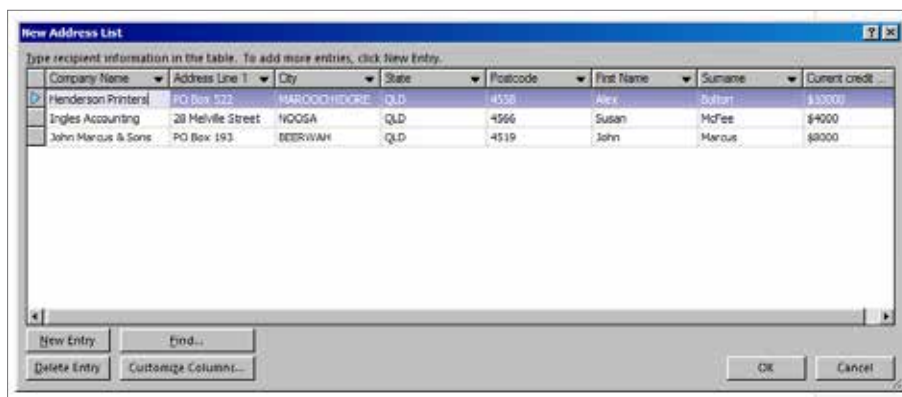 New Address List
Type recipient information in the table. To add more entries, click New Entry.
Company Name Address Line 1 City State Postcode First Name Surname Current credit ...
Henderson Printers PO Box 522 MAROOCHIDORE QLD 4558 Alex Bolton $10000
Ingles Accounting 28 Melville Street NOOSA QLD 4566 Susan McFee $4000
John Marcus & Sons PO Box 193 BEERWAH QLD 4519 John Marcus $8000
New Entry Find...
Delete Entry Customize Columns... OK Cancel